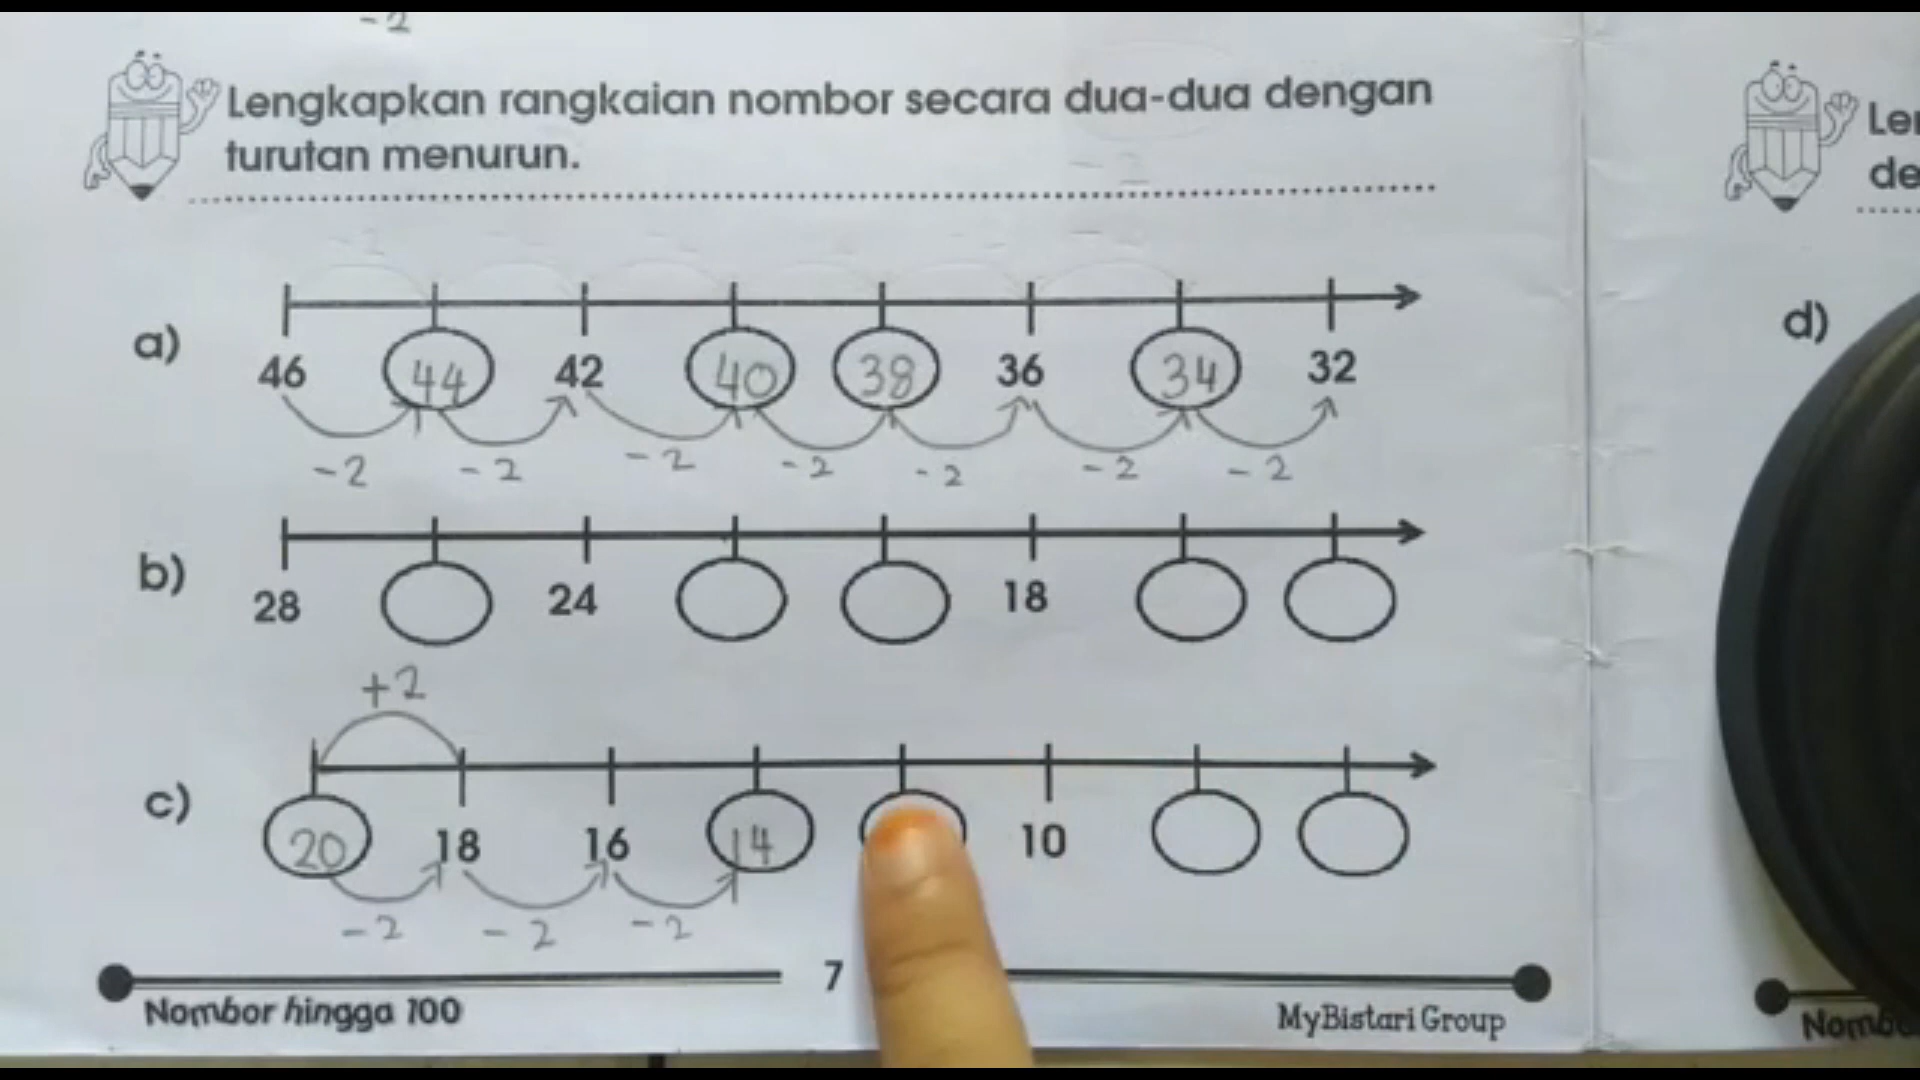 -2
Lengkapkan rangkaian nombor secara dua-dua dengan
turutan menurun.
-2
a)
46 44 42 40 38 36 34 32
-2 -2 -2 -2 -2 -2 -2
b)
28 24 18
+2
c)
20 18 16 14 10
-2 -2 -2
7
Nombor hingga 100
MyBistari Group
d)